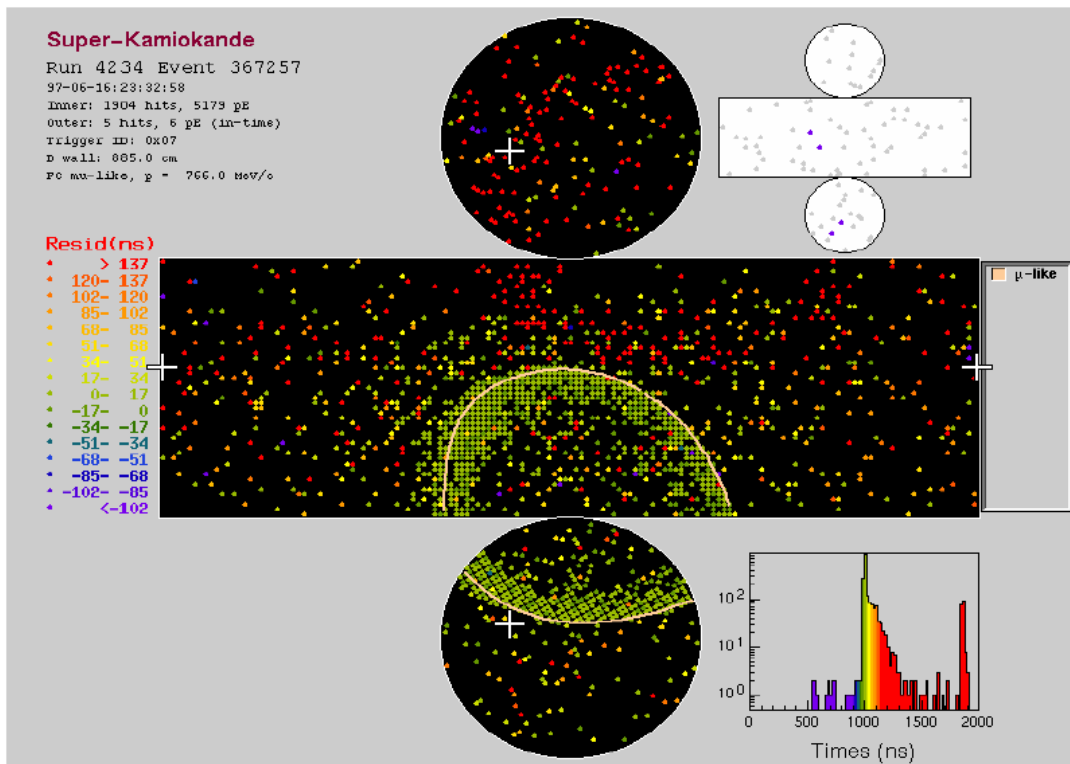 Super-Kamiokande
Run 4234 Event 367257
97-06-16:23:32:58
Inner: 1904 hits, 5179 pE
Outer: 5 hits, 6 pE (in-time)
Trigger ID: 0x07
D wall: 885.0 cm
FC mu-like, p = 766.0 MeV/c
Resid(ns)
> 137
120- 137
102- 120
85- 102
68- 85
51- 68
34- 51
17- 34
0- 17
-17- 0
-34- -17
-51- -34
-68- -51
-85- -68
-102- -85
<-102
μ-like
10²
10¹
10⁰
0 500 1000 1500 2000
Times (ns)